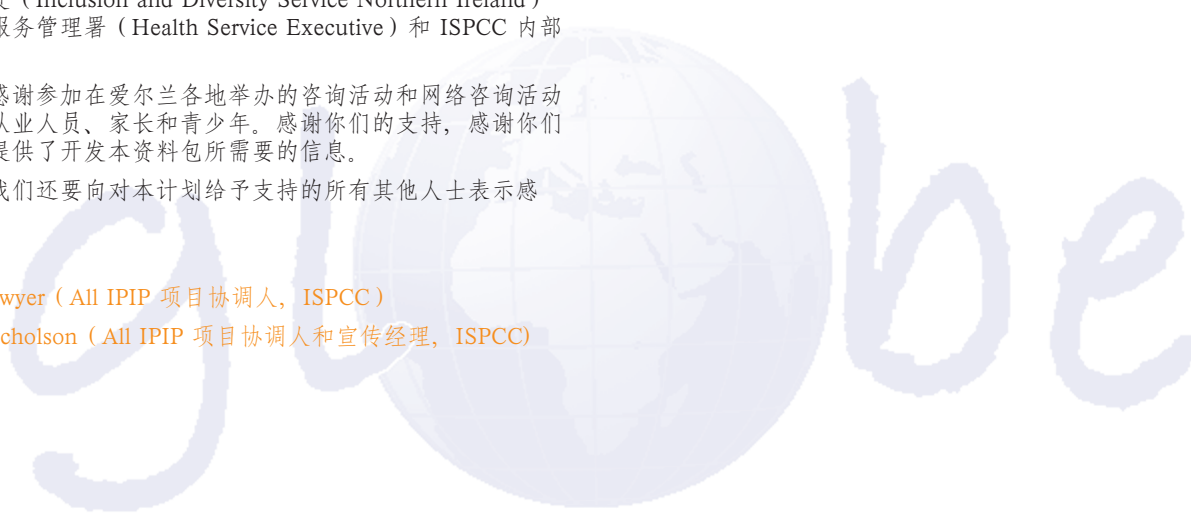 （Inclusion and Diversity Service Northern Ireland）
服务管理署（Health Service Executive）和 ISPCC 内部
感谢参加在爱尔兰各地举办的咨询活动和网络咨询活动
从业人员、家长和青少年。感谢你们的支持，感谢你们
提供了开发本资料包所需要的信息。
我们还要向对本计划给予支持的所有其他人士表示感
wyer（All IPIP 项目协调人，ISPCC）
cholson（All IPIP 项目协调人和宣传经理，ISPCC)
globe